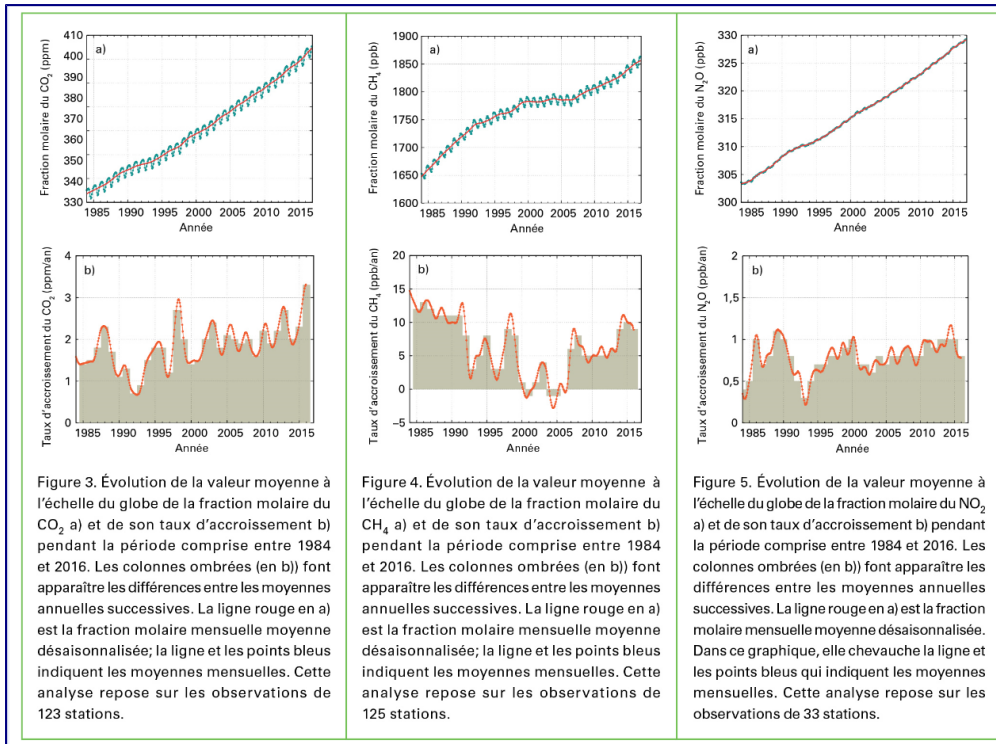 Fraction molaire du CO₂ (ppm)
410
400
390
380
370
360
350
340
330
a)
1985 1990 1995 2000 2005 2010 2015
Année
Taux d'accroissement du CO₂ (ppm/an)
4
3
2
1
0
b)
1985 1990 1995 2000 2005 2010 2015
Année
Figure 3. Évolution de la valeur moyenne à
l'échelle du globe de la fraction molaire du
CO₂ a) et de son taux d'accroissement b)
pendant la période comprise entre 1984
et 2016. Les colonnes ombrées (en b)) font
apparaître les différences entre les moyennes
annuelles successives. La ligne rouge en a)
est la fraction molaire mensuelle moyenne
désaisonnalisée; la ligne et les points bleus
indiquent les moyennes mensuelles. Cette
analyse repose sur les observations de
123 stations.
Fraction molaire du CH₄ (ppb)
1900
1850
1800
1750
1700
1650
1600
a)
1985 1990 1995 2000 2005 2010 2015
Année
Taux d'accroissement du CH₄ (ppb/an)
20
15
10
5
0
−5
b)
1985 1990 1995 2000 2005 2010 2015
Année
Figure 4. Évolution de la valeur moyenne à
l'échelle du globe de la fraction molaire du
CH₄ a) et de son taux d'accroissement b)
pendant la période comprise entre 1984
et 2016. Les colonnes ombrées (en b)) font
apparaître les différences entre les moyennes
annuelles successives. La ligne rouge en a)
est la fraction molaire mensuelle moyenne
désaisonnalisée; la ligne et les points bleus
indiquent les moyennes mensuelles. Cette
analyse repose sur les observations de
125 stations.
Fraction molaire du N₂O (ppb)
330
325
320
315
310
305
300
a)
1985 1990 1995 2000 2005 2010 2015
Année
Taux d'accroissement du N₂O (ppb/an)
2
1,5
1
0,5
0
b)
1985 1990 1995 2000 2005 2010 2015
Année
Figure 5. Évolution de la valeur moyenne à
l'échelle du globe de la fraction molaire du NO₂
a) et de son taux d'accroissement b) pendant
la période comprise entre 1984 et 2016. Les
colonnes ombrées (en b)) font apparaître les
différences entre les moyennes annuelles
successives. La ligne rouge en a) est la fraction
molaire mensuelle moyenne désaisonnalisée.
Dans ce graphique, elle chevauche la ligne et
les points bleus qui indiquent les moyennes
mensuelles. Cette analyse repose sur les
observations de 33 stations.